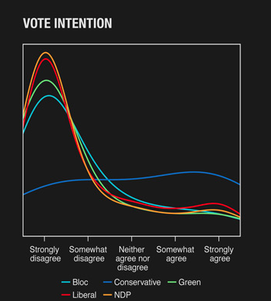 VOTE INTENTION
Strongly disagree
Somewhat disagree
Neither agree nor disagree
Somewhat agree
Strongly agree
Bloc
Conservative
Green
Liberal
NDP